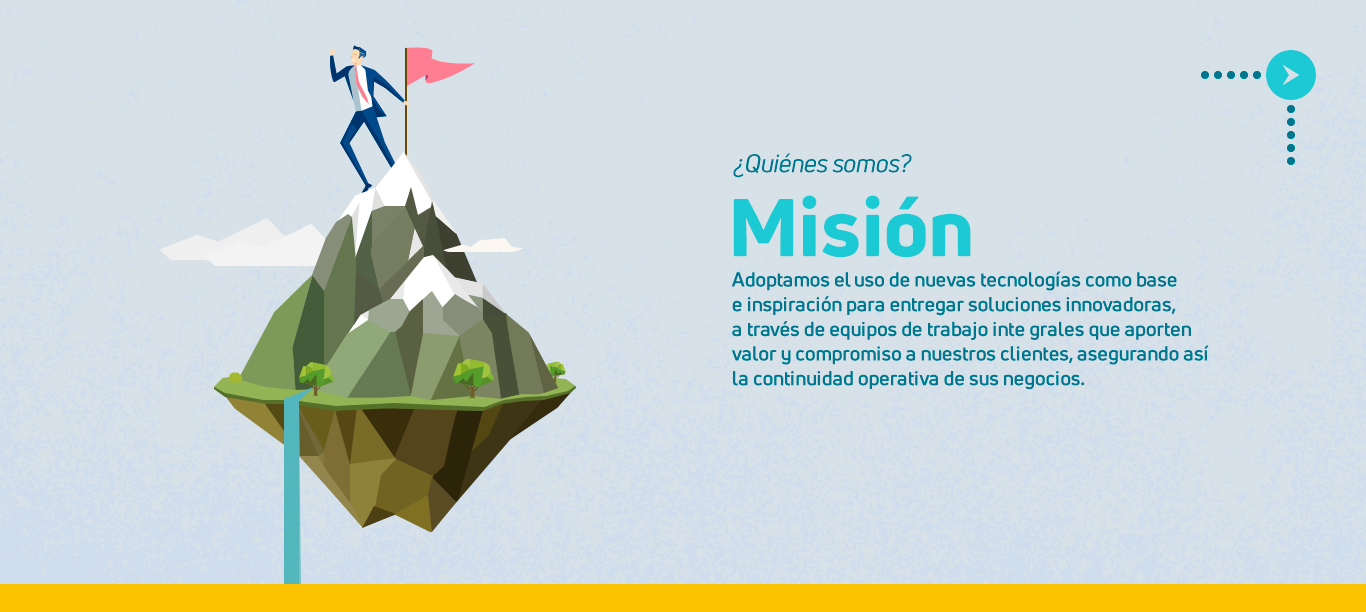 ¿Quiénes somos?
Misión
Adoptamos el uso de nuevas tecnologías como base
e inspiración para entregar soluciones innovadoras,
a través de equipos de trabajo inte grales que aporten
valor y compromiso a nuestros clientes, asegurando así
la continuidad operativa de sus negocios.